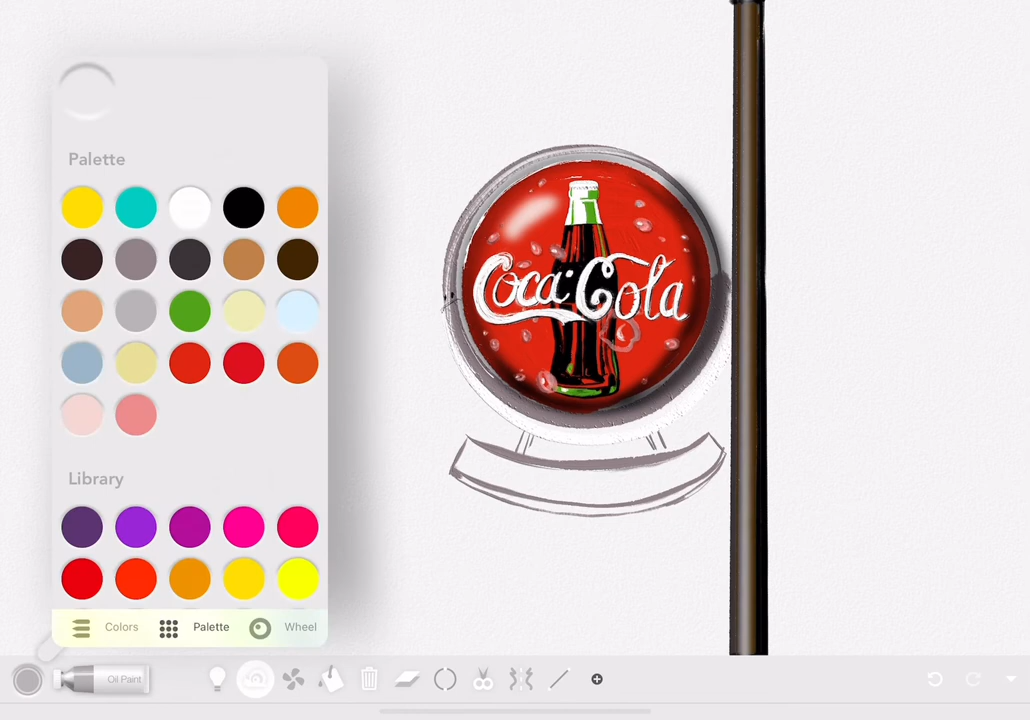 Palette
Coca-Cola
Library
Colors
Palette
Wheel
Oil Paint